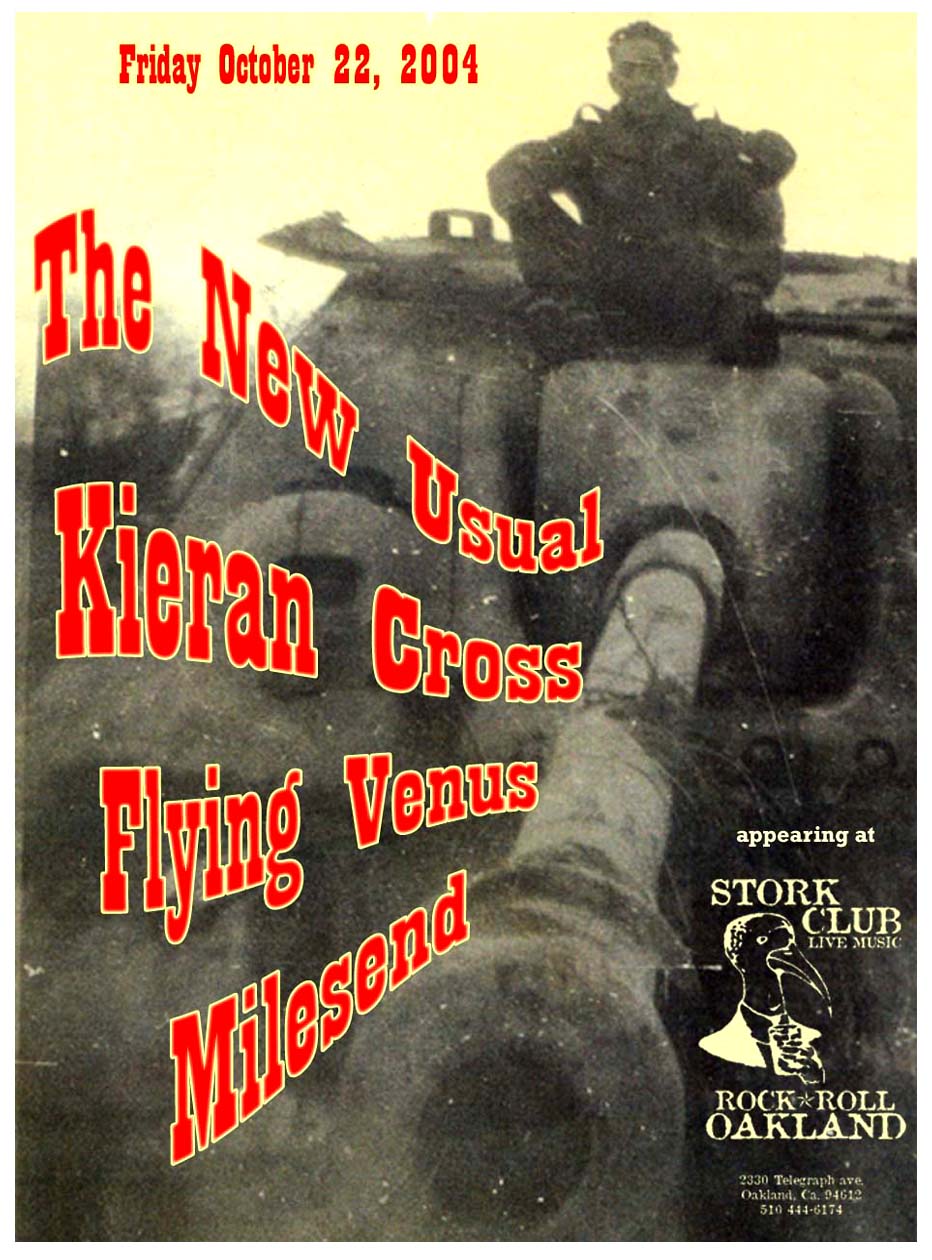 Friday October 22, 2004
The New Usual
Kieran Cross
Flying Venus
Milesend
appearing at
STORK
CLUB
LIVE MUSIC
ROCK☆ROLL
OAKLAND
2330 Telegraph ave.
Oakland, Ca. 94612
510 444-6174